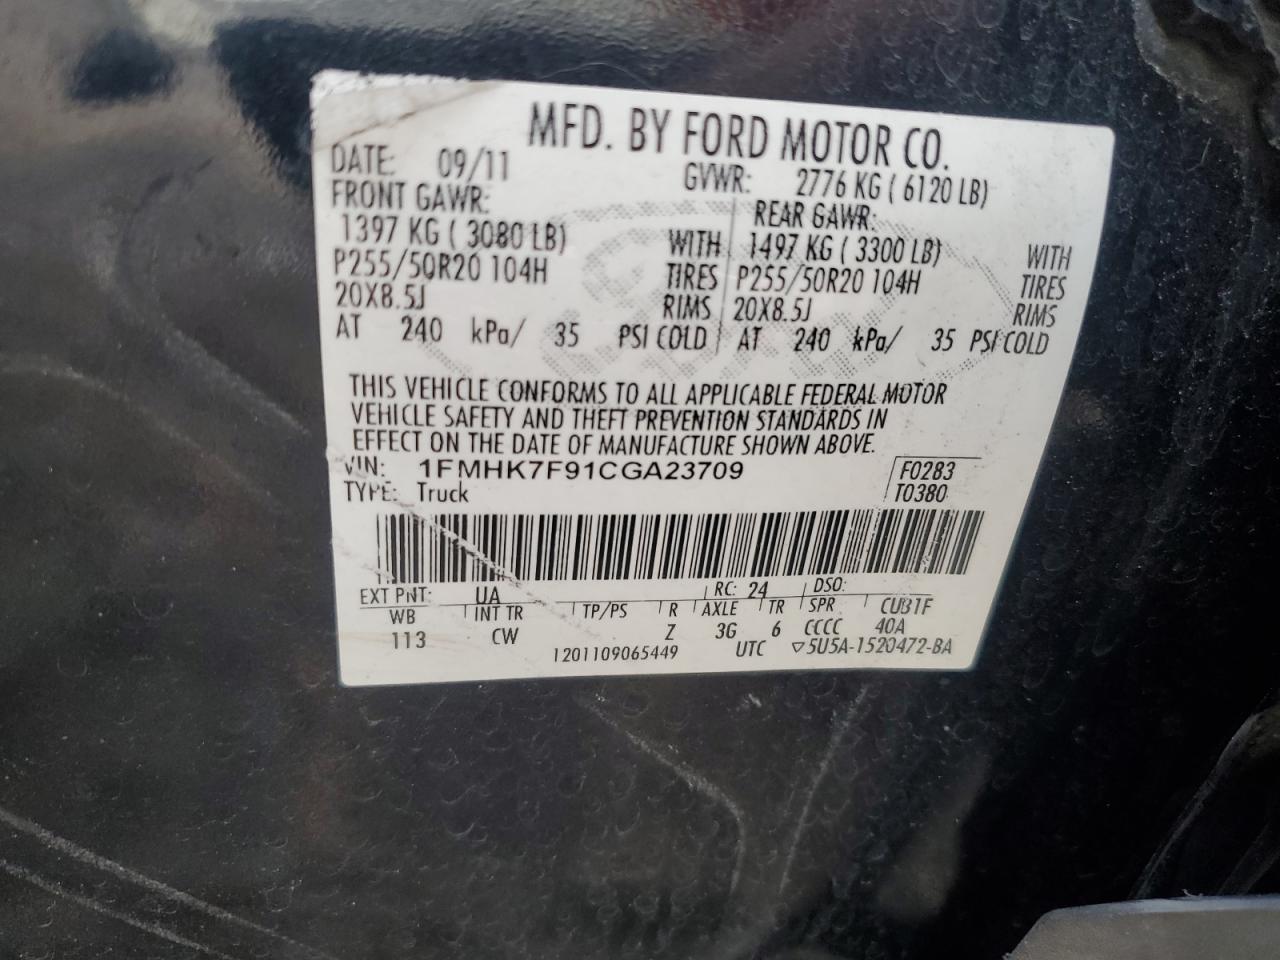 MFD. BY FORD MOTOR CO.
DATE: 09/11 GVWR: 2776 KG ( 6120 LB)
FRONT GAWR: REAR GAWR:
1397 KG ( 3080 LB) WITH 1497 KG ( 3300 LB) WITH
P255/50R20 104H TIRES P255/50R20 104H TIRES
20X8.5J RIMS 20X8.5J RIMS
AT 240 kPa/ 35 PSI COLD AT 240 kPa/ 35 PSI COLD
THIS VEHICLE CONFORMS TO ALL APPLICABLE FEDERAL MOTOR
VEHICLE SAFETY AND THEFT PREVENTION STANDARDS IN
EFFECT ON THE DATE OF MANUFACTURE SHOWN ABOVE.
VIN: 1FMHK7F91CGA23709 F0283
TYPE: Truck T0380
EXT PNT: UA RC: 24 DSO:
WB INT TR TP/PS R AXLE TR SPR CUB1F
113 CW Z 3G 6 CCCC 40A
1201109065449 UTC ▽5U5A-1520472-BA